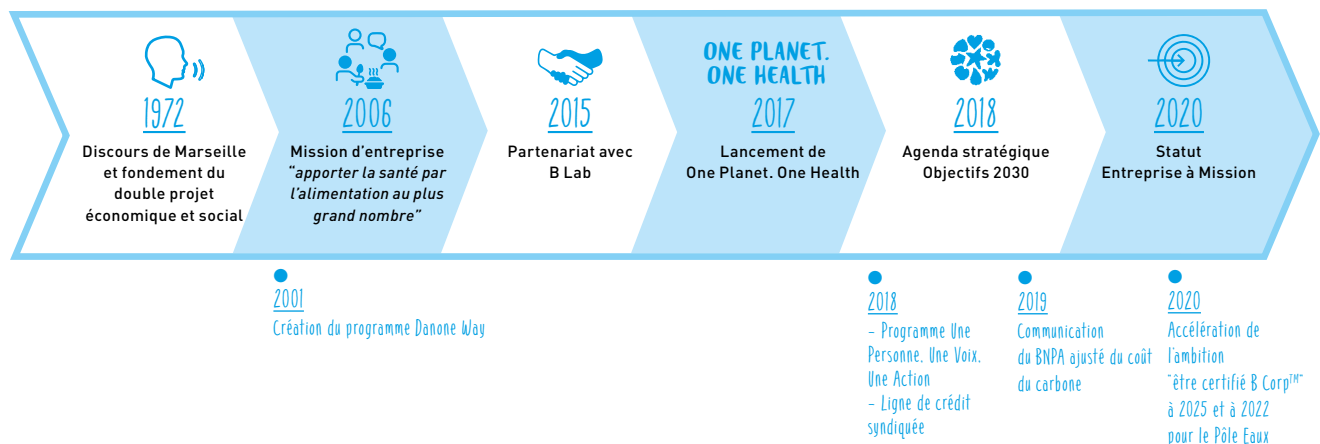 1972
Discours de Marseille
et fondement du
double projet
économique et social
2006
Mission d'entreprise
"apporter la santé par
l'alimentation au plus
grand nombre"
2015
Partenariat avec
B Lab
ONE PLANET.
ONE HEALTH
2017
Lancement de
One Planet. One Health
2018
Agenda stratégique
Objectifs 2030
2020
Statut
Entreprise à Mission
2001
Création du programme Danone Way
2018
– Programme Une
Personne, Une Voix,
Une Action
– Ligne de crédit
syndiquée
2019
Communication
du BNPA ajusté du coût
du carbone
2020
Accélération de
l'ambition
"être certifié B Corp™"
à 2025 et à 2022
pour le Pôle Eaux